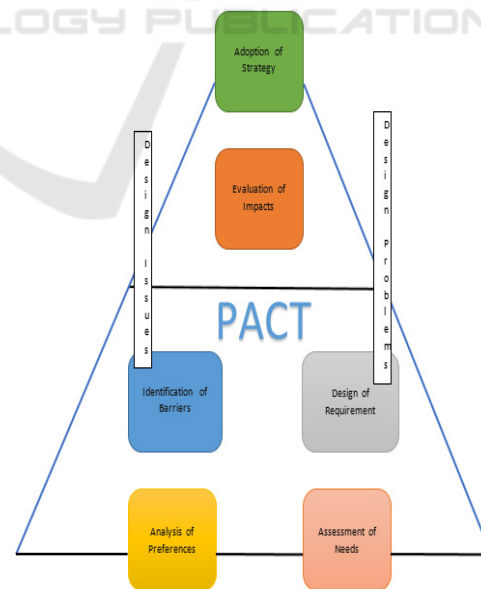 LOGY PUBLICATION
Adoption of
Strategy
Evaluation of
Impacts
Design Issues
Design Problems
PACT
Identification of
Barriers
Design of
Requirement
Analysis of
Preferences
Assessment of
Needs